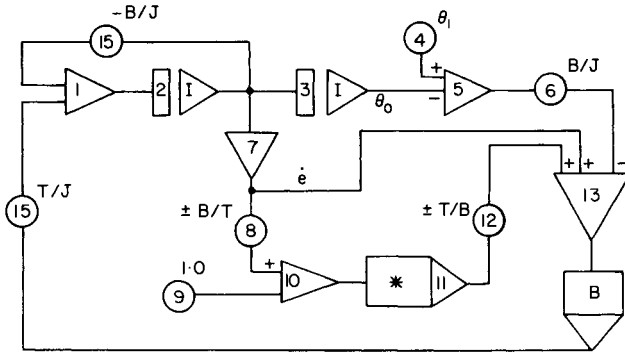 -B/J
15
θ₁
4
1
2
I
3
I
θ₀
+
-
5
6
B/J
7
ė
T/J
15
± B/T
8
± T/B
12
+ + -
13
1·0
9
+
10
*
11
B